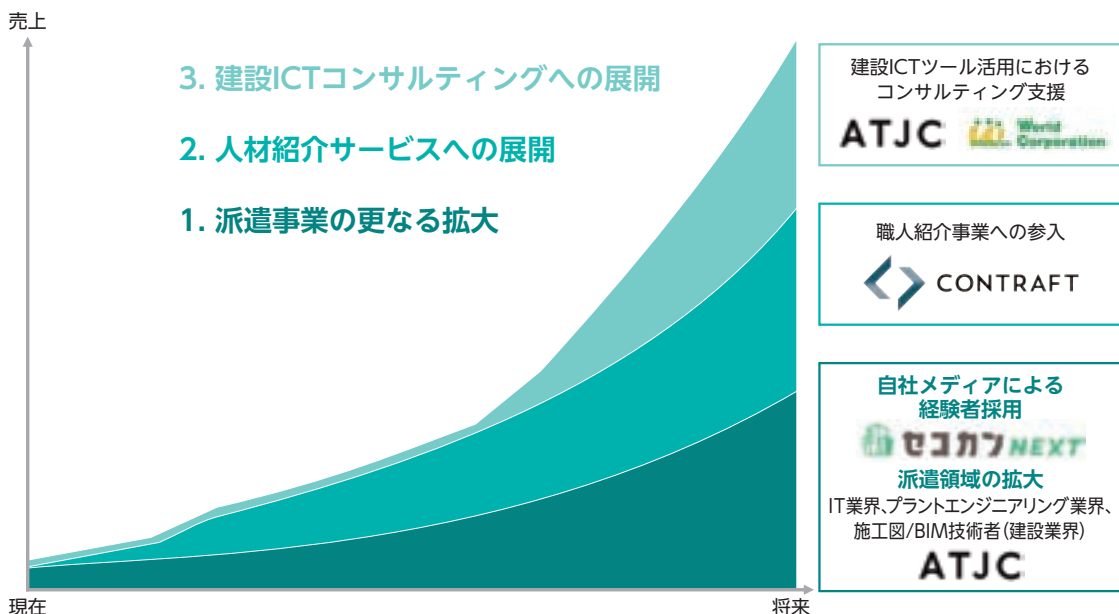 売上
3. 建設ICTコンサルティングへの展開
2. 人材紹介サービスへの展開
1. 派遣事業の更なる拡大
現在
将来
建設ICTツール活用における
コンサルティング支援
ATJC
World
Corporation
職人紹介事業への参入
CONTRAFT
自社メディアによる
経験者採用
セコカンNEXT
派遣領域の拡大
IT業界、プラントエンジニアリング業界、
施工図/BIM技術者(建設業界)
ATJC